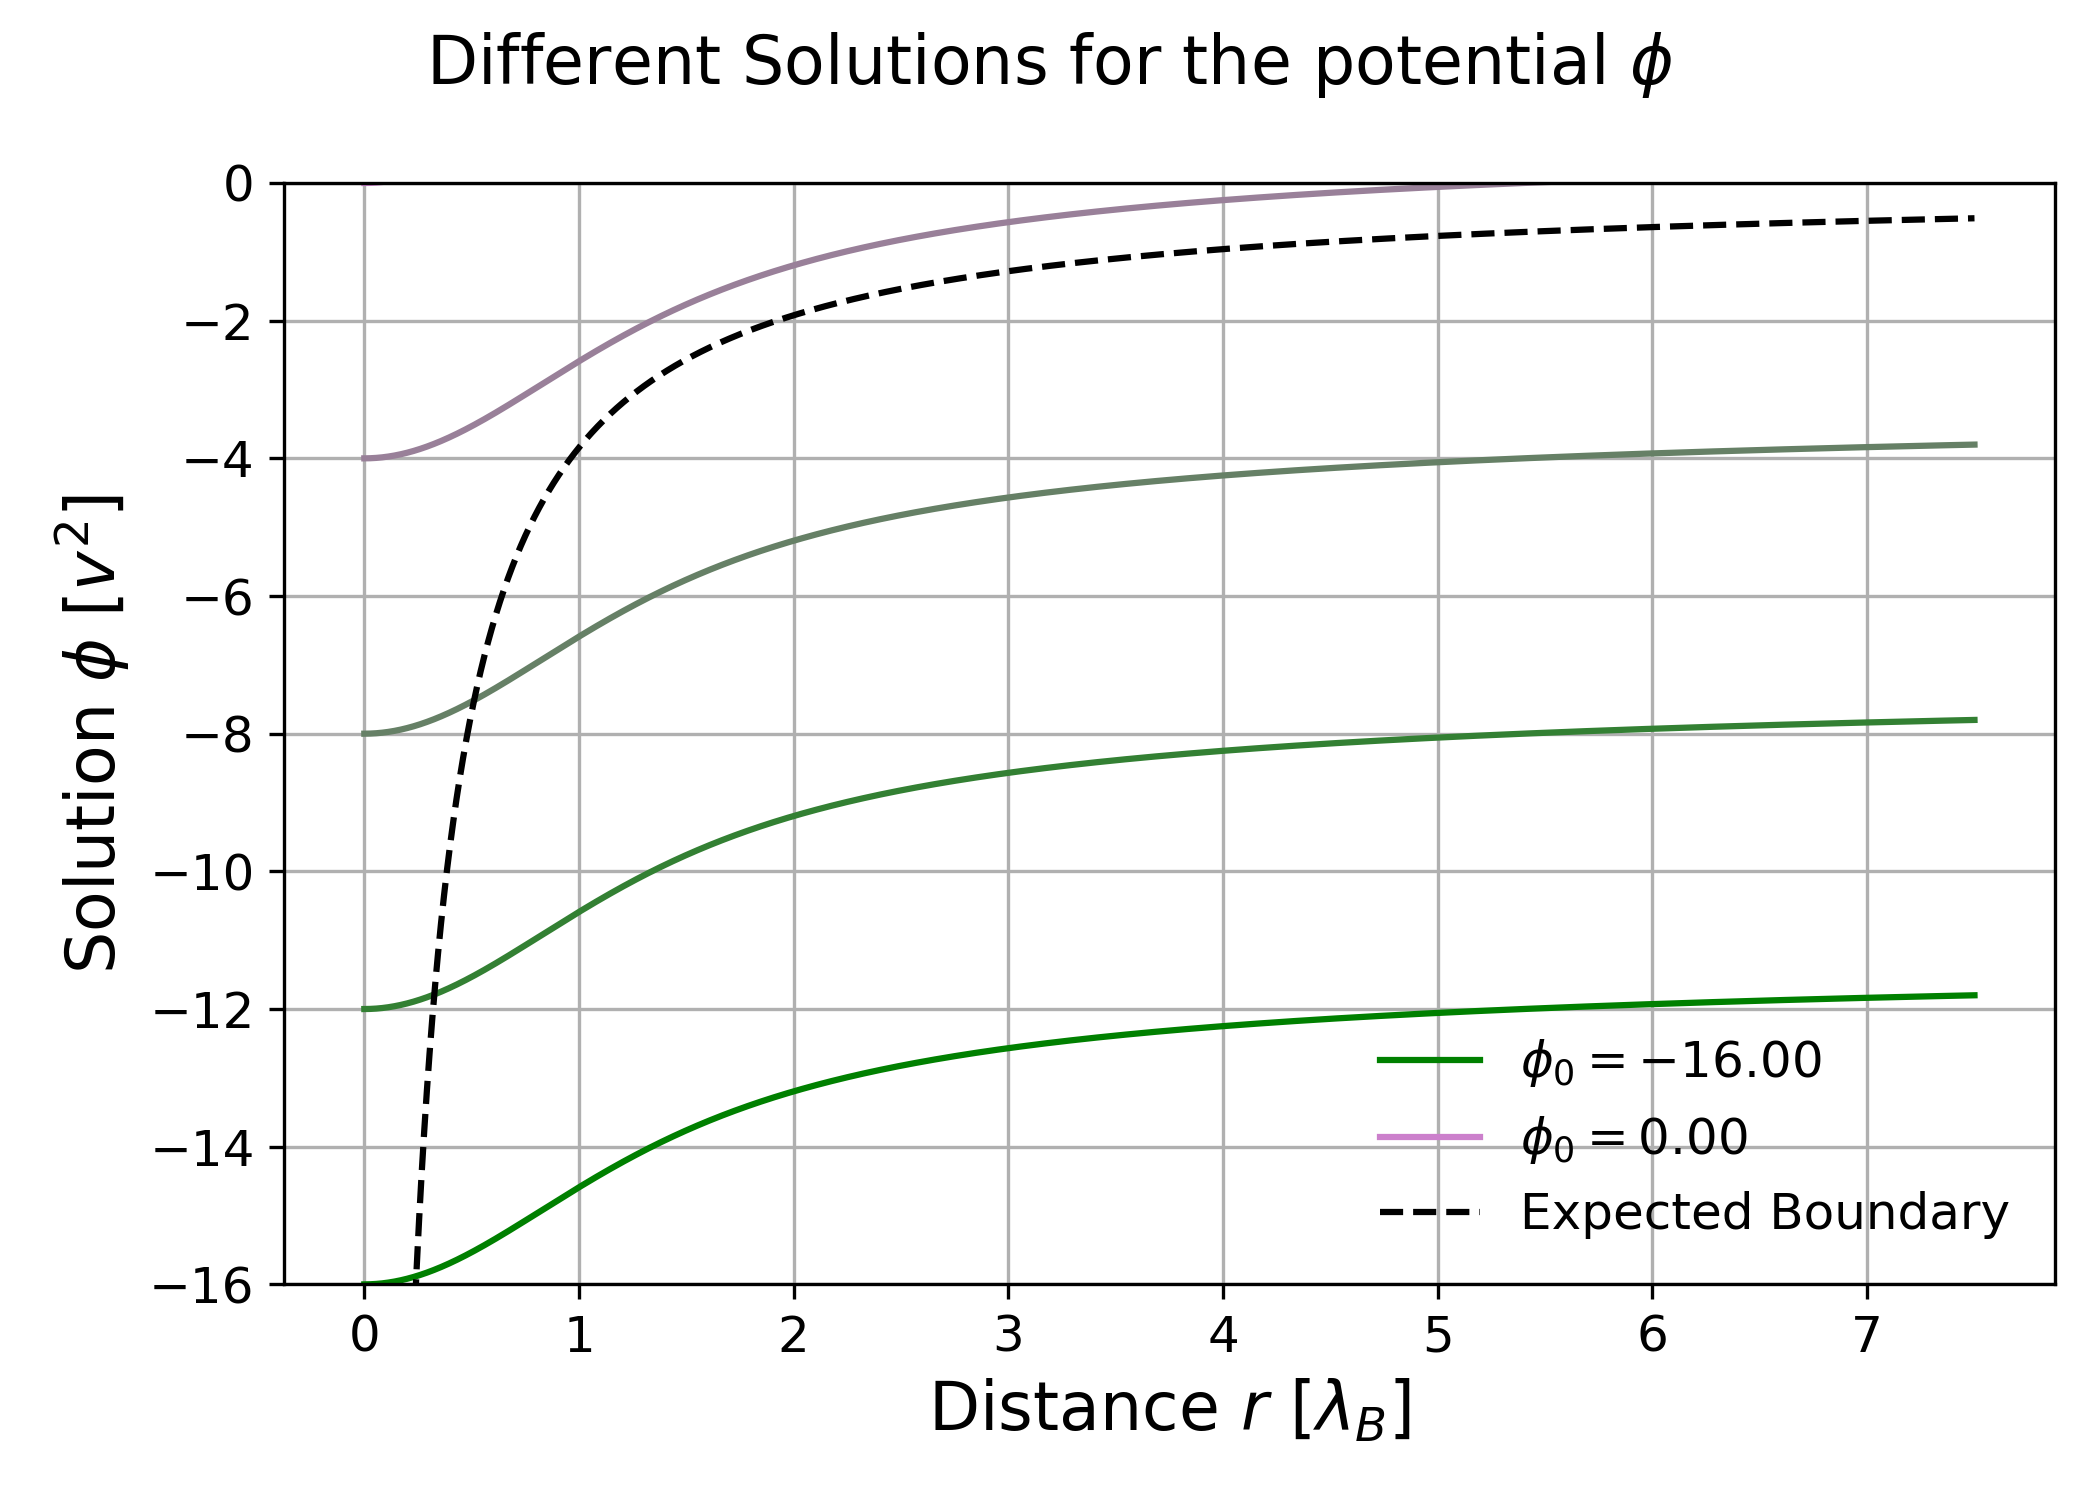 Different Solutions for the potential ϕ
Solution ϕ [v²]
0
−2
−4
−6
−8
−10
−12
−14
−16
ϕ₀ = −16.00
ϕ₀ = 0.00
Expected Boundary
0 1 2 3 4 5 6 7
Distance r [λ_B]